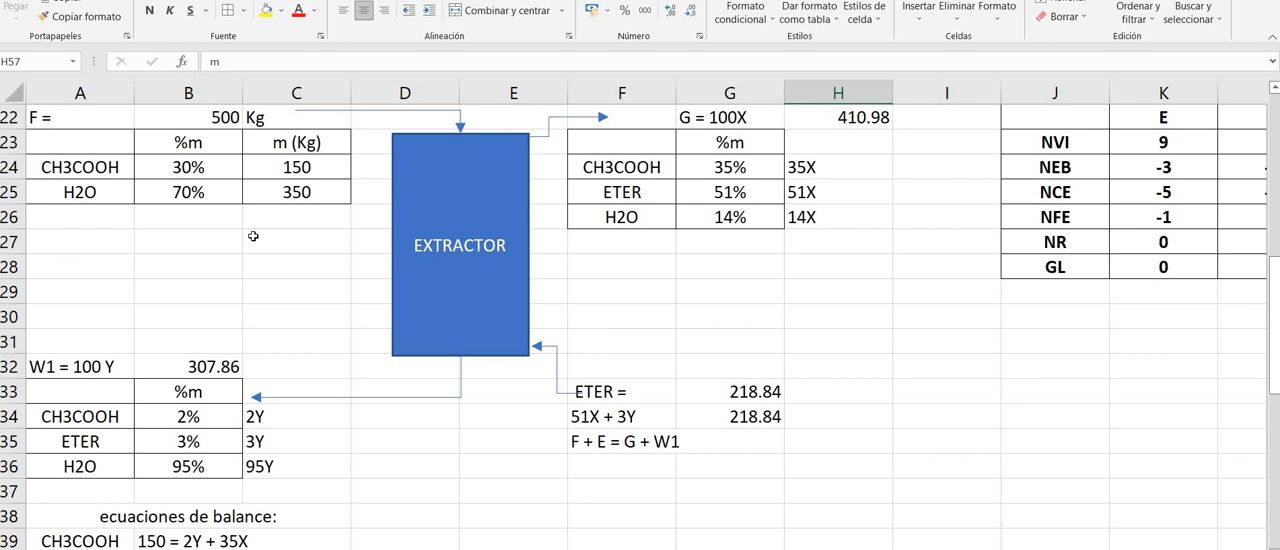 Pegar
Copiar formato
N K S
A
Combinar y centrar
% 000
Formato condicional
Dar formato como tabla
Estilos de celda
Insertar Eliminar Formato
Borrar
Ordenar y filtrar
Buscar y seleccionar
Portapapeles Fuente Alineación Número Estilos Celdas Edición
H57 fx m
A B C D E F G H I J K
22 F = 500 Kg G = 100X 410.98 E
23 %m m (Kg) %m NVI 9
24 CH3COOH 30% 150 CH3COOH 35% 35X NEB -3
25 H2O 70% 350 ETER 51% 51X NCE -5
26 H2O 14% 14X NFE -1
27 EXTRACTOR NR 0
28 GL 0
29
30
31
32 W1 = 100 Y 307.86
33 %m ETER = 218.84
34 CH3COOH 2% 2Y 51X + 3Y 218.84
35 ETER 3% 3Y F + E = G + W1
36 H2O 95% 95Y
37
38 ecuaciones de balance:
39 CH3COOH 150 = 2Y + 35X